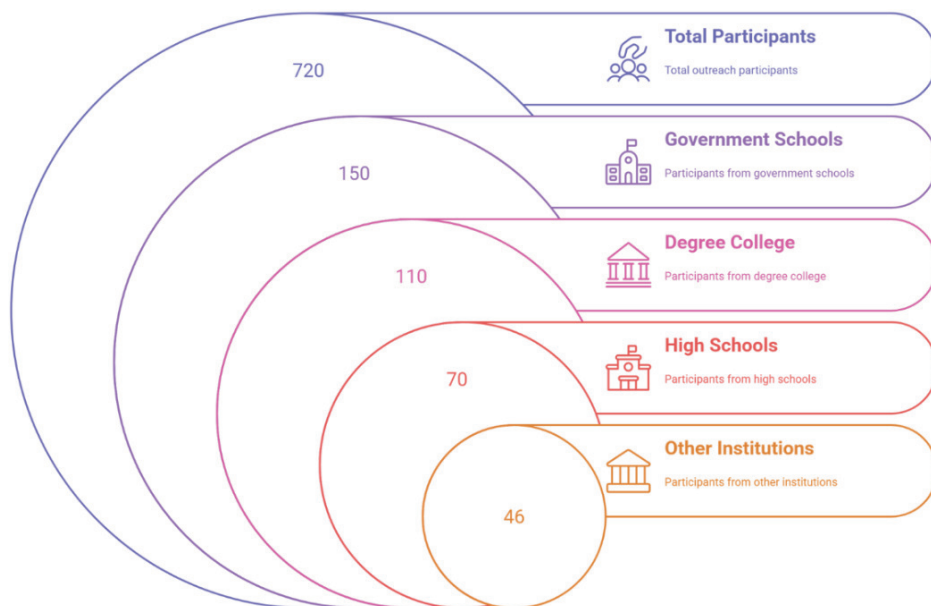 720
Total Participants
Total outreach participants
150
Government Schools
Participants from government schools
110
Degree College
Participants from degree college
70
High Schools
Participants from high schools
46
Other Institutions
Participants from other institutions